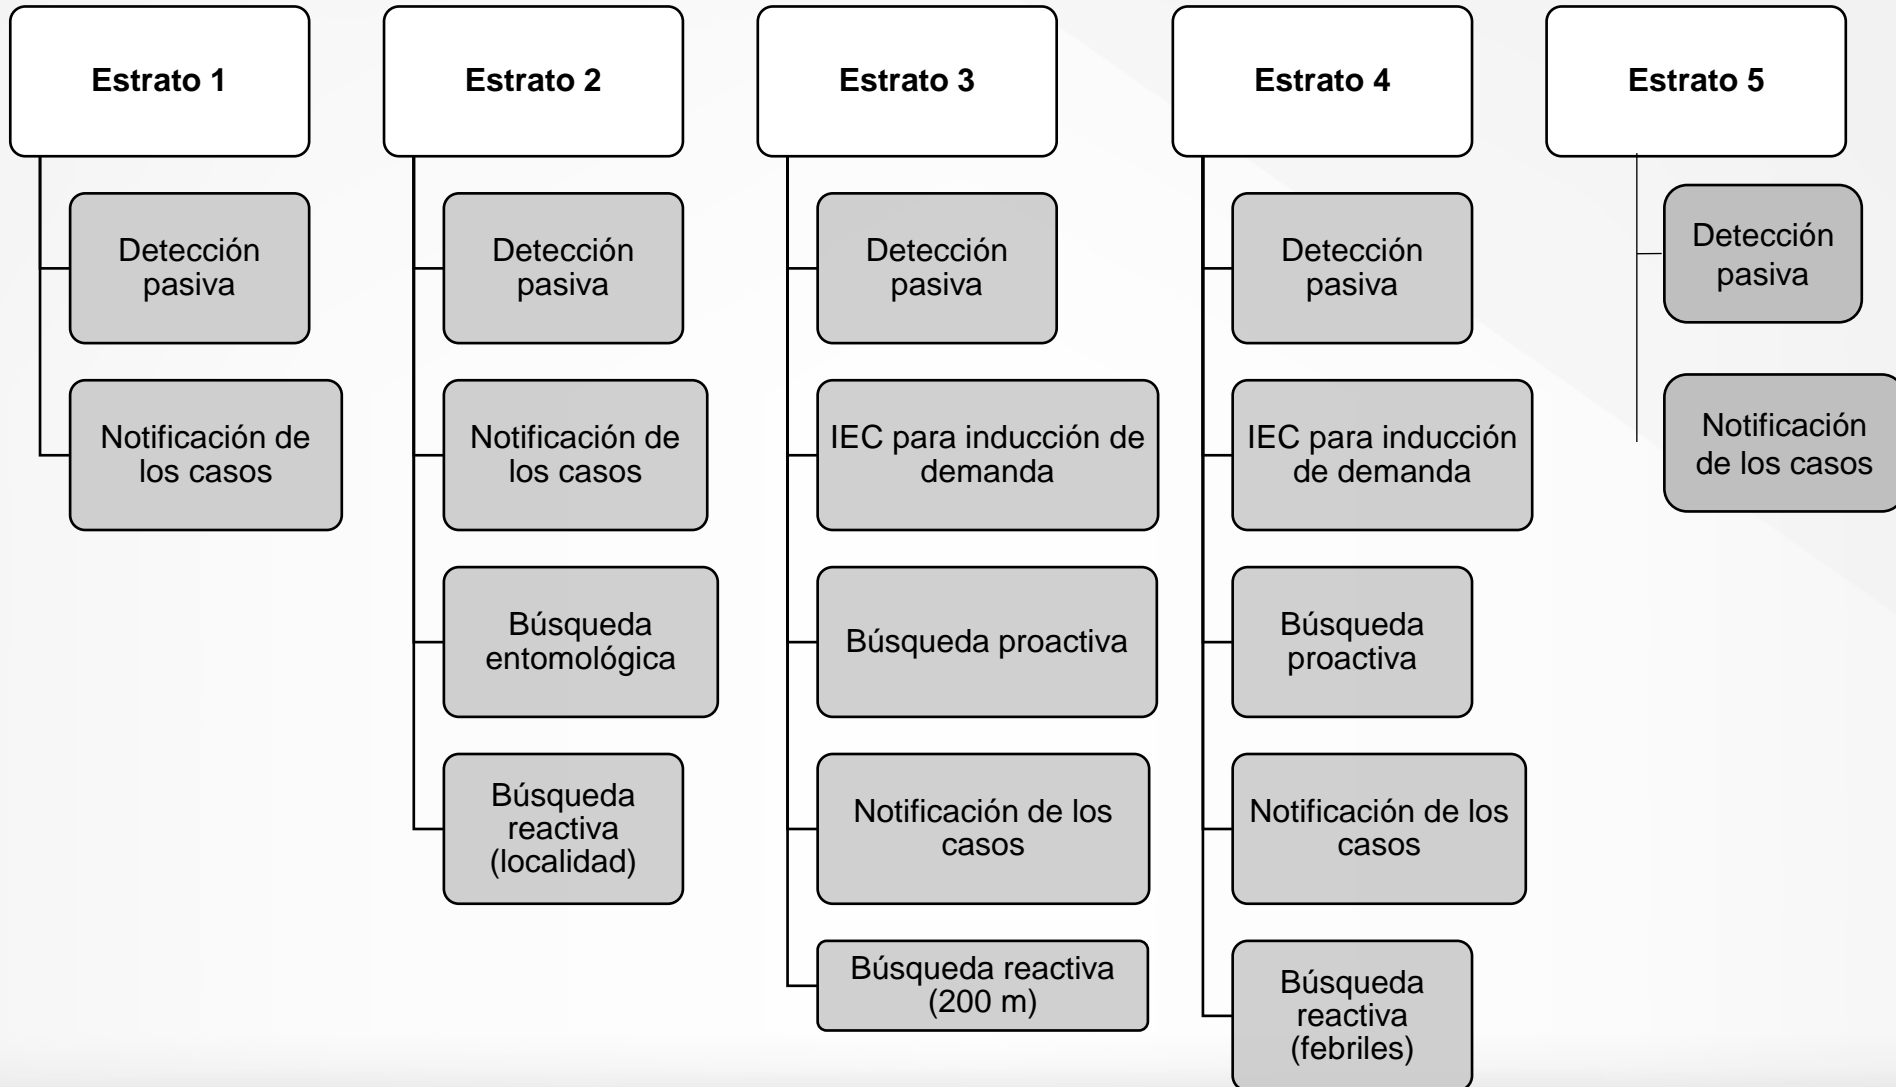 Estrato 1
Detección
pasiva
Notificación de
los casos
Estrato 2
Detección
pasiva
Notificación de
los casos
Búsqueda
entomológica
Búsqueda
reactiva
(localidad)
Estrato 3
Detección
pasiva
IEC para inducción de
demanda
Búsqueda proactiva
Notificación de los
casos
Búsqueda reactiva
(200 m)
Estrato 4
Detección
pasiva
IEC para inducción
de demanda
Búsqueda
proactiva
Notificación de los
casos
Búsqueda
reactiva
(febriles)
Estrato 5
Detección
pasiva
Notificación
de los casos